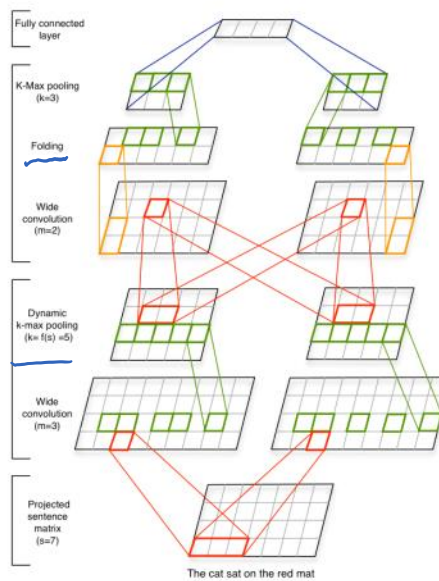 Fully connected
layer
K-Max pooling
(k=3)
Folding
Wide
convolution
(m=2)
Dynamic
k-max pooling
(k= f(s) =5)
Wide
convolution
(m=3)
Projected
sentence
matrix
(s=7)
The cat sat on the red mat